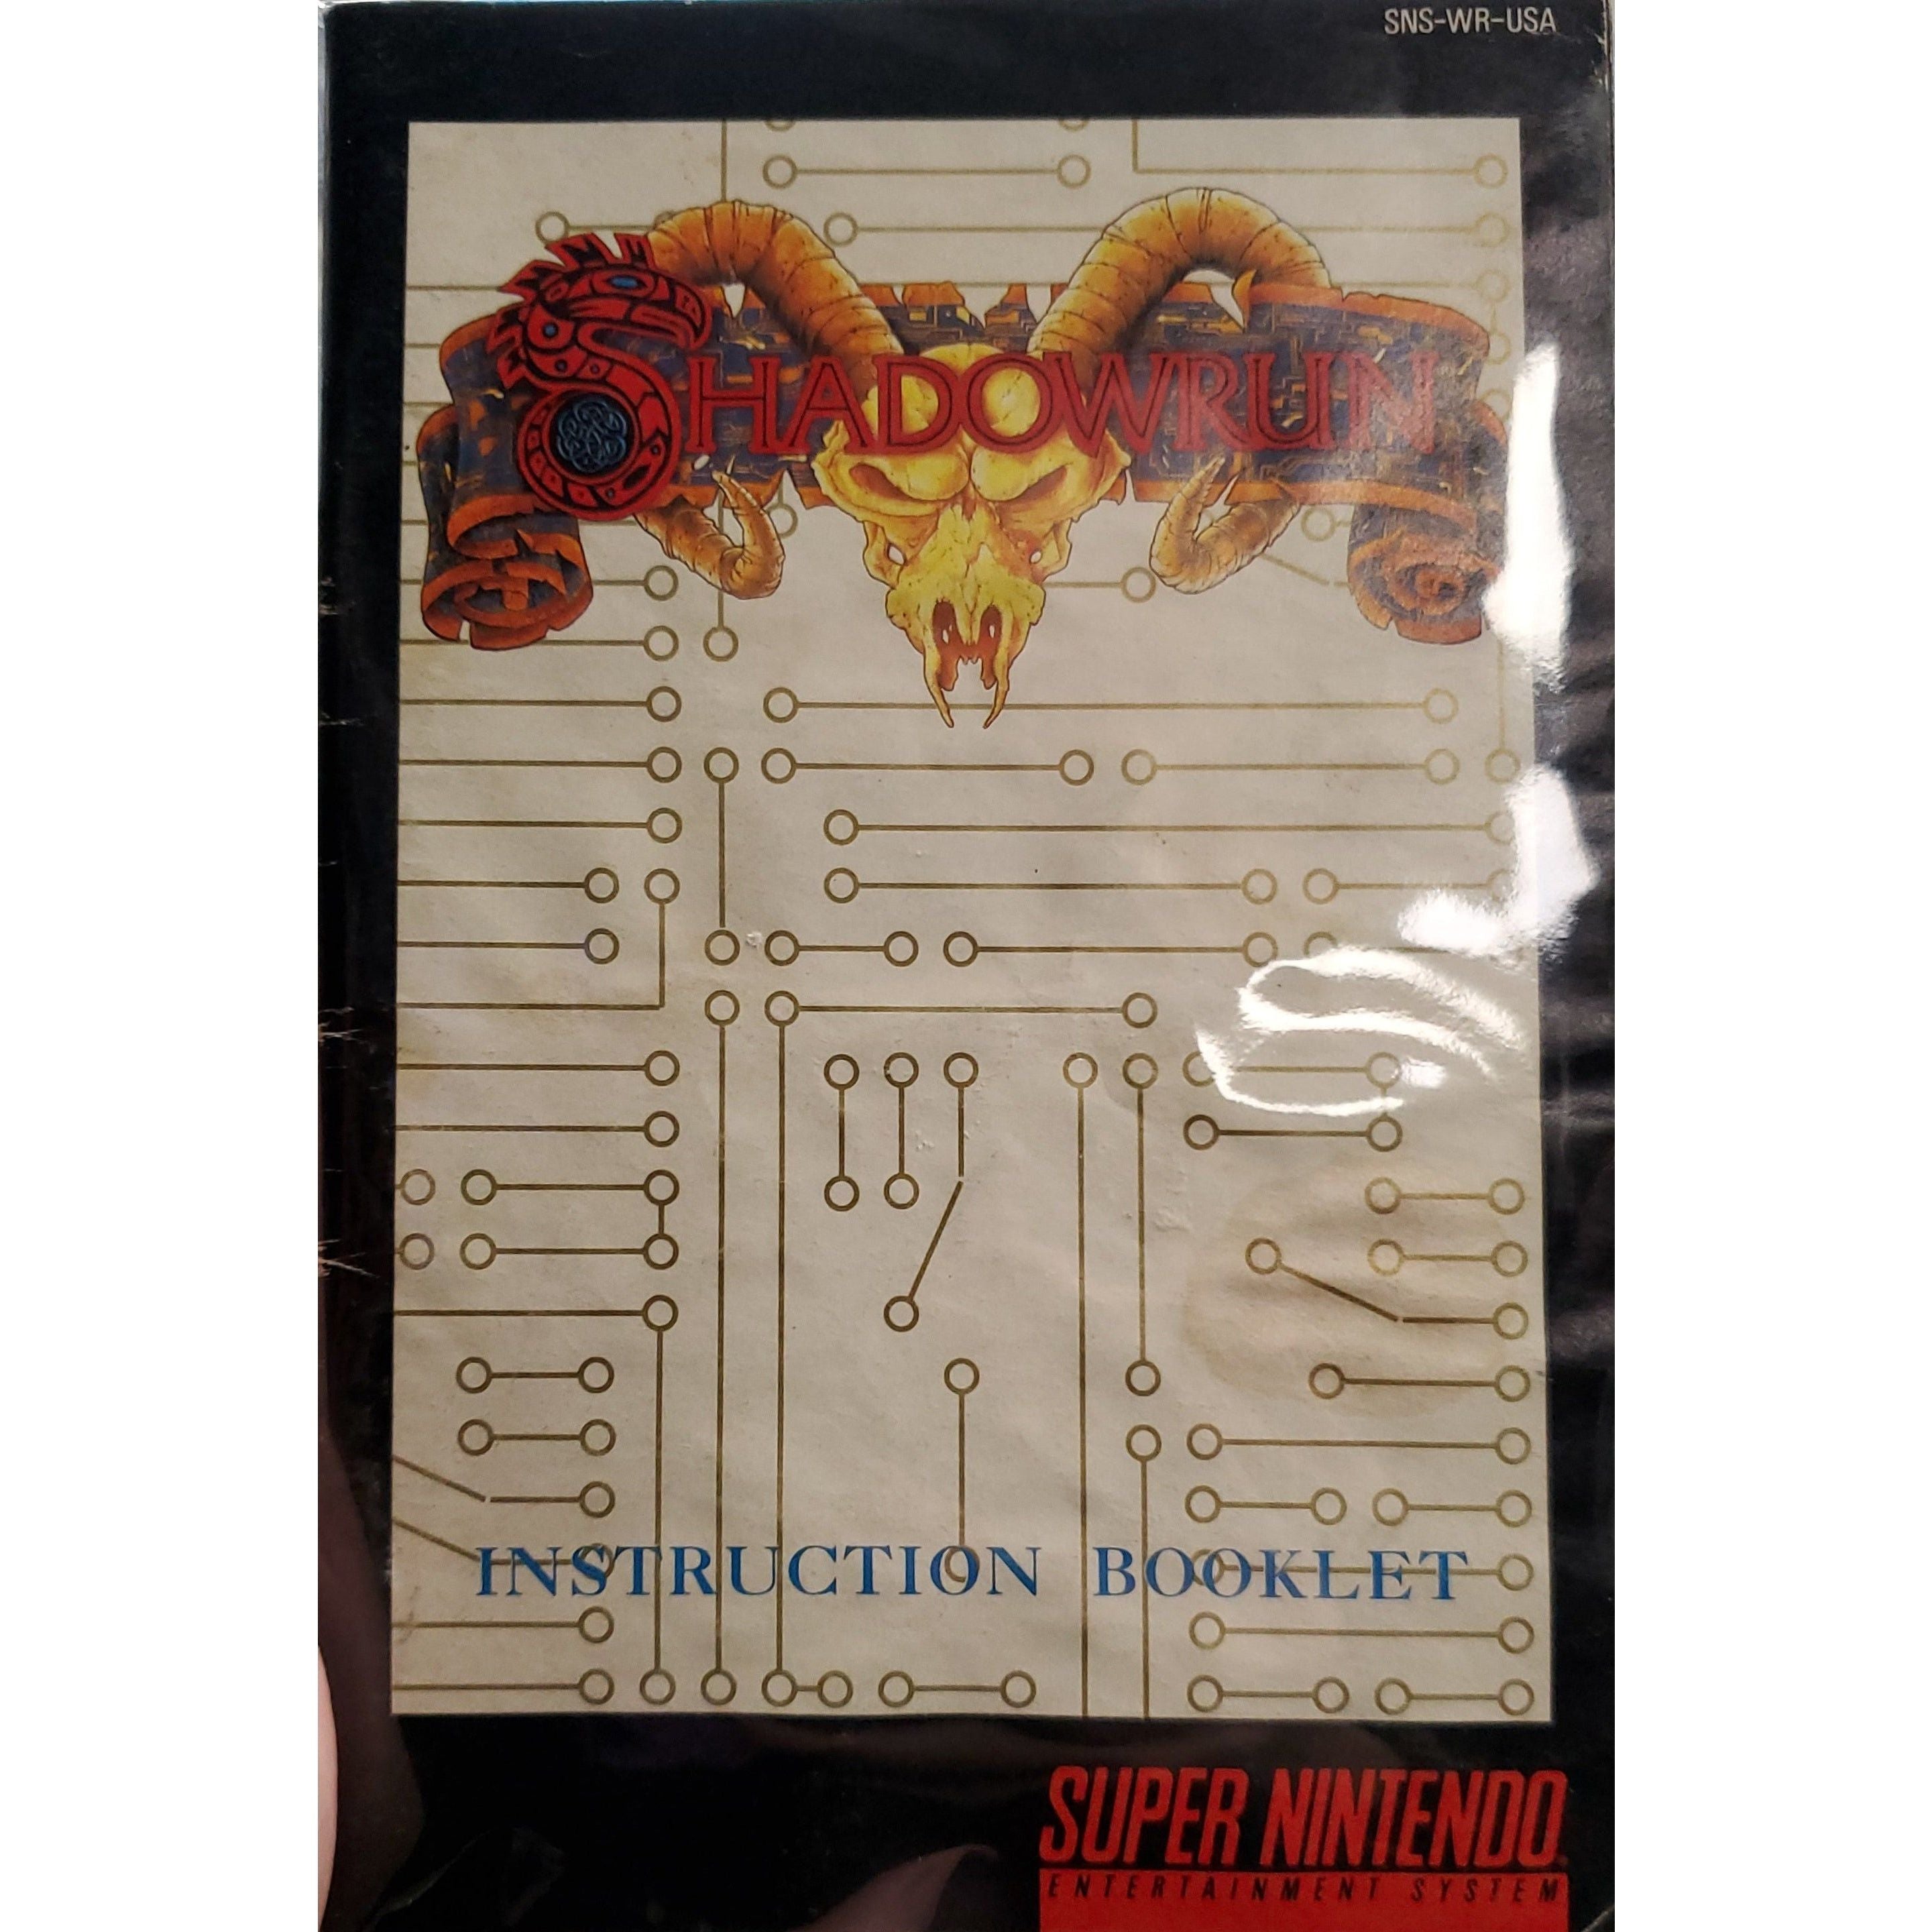 SNS-WR-USA
SHADOWRUN
INSTRUCTION BOOKLET
SUPER NINTENDO
ENTERTAINMENT SYSTEM